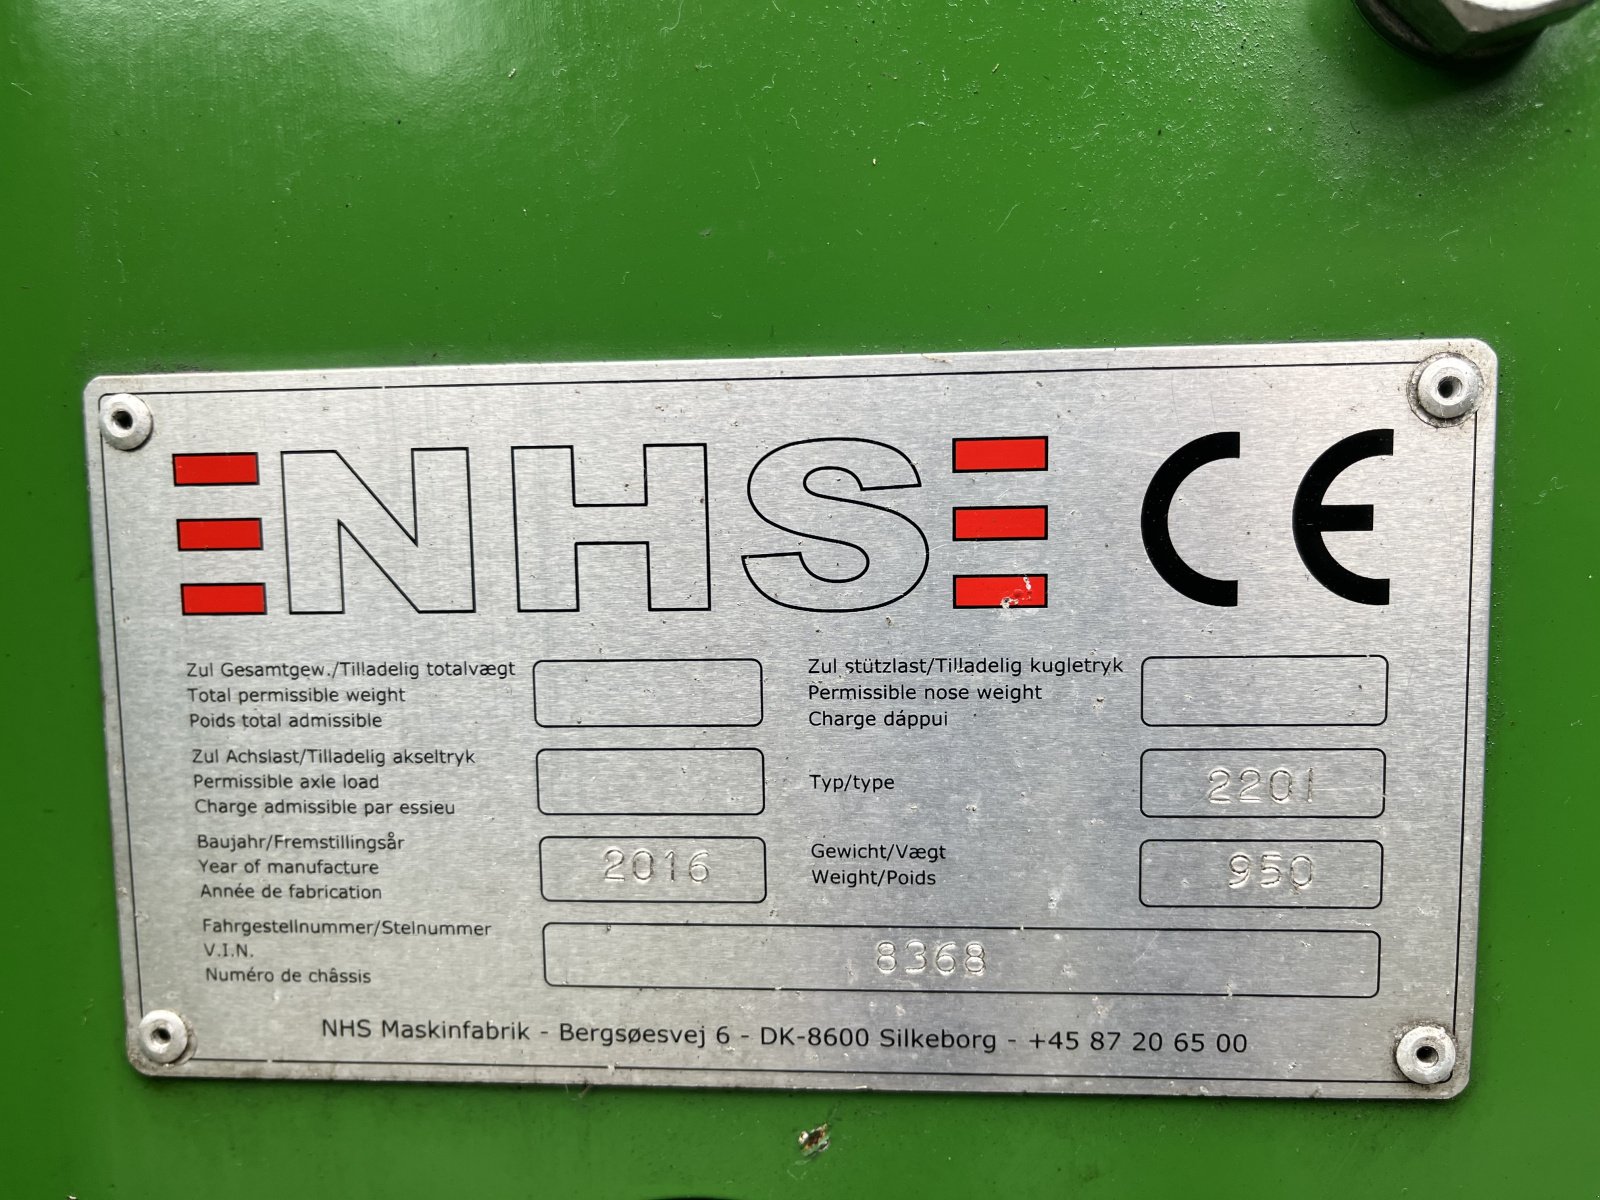 NHS CE
Zul Gesamtgew./Tilladelig totalvægt
Total permissible weight
Poids total admissible
Zul stützlast/Tilladelig kugletryk
Permissible nose weight
Charge dáppui
Zul Achslast/Tilladelig akseltryk
Permissible axle load
Charge admissible par essieu
Typ/type 2201
Baujahr/Fremstillingsår
Year of manufacture 2016
Année de fabrication
Gewicht/Vægt
Weight/Poids 950
Fahrgestellnummer/Stelnummer
V.I.N. 8368
Numéro de châssis
NHS Maskinfabrik - Bergsøesvej 6 - DK-8600 Silkeborg - +45 87 20 65 00